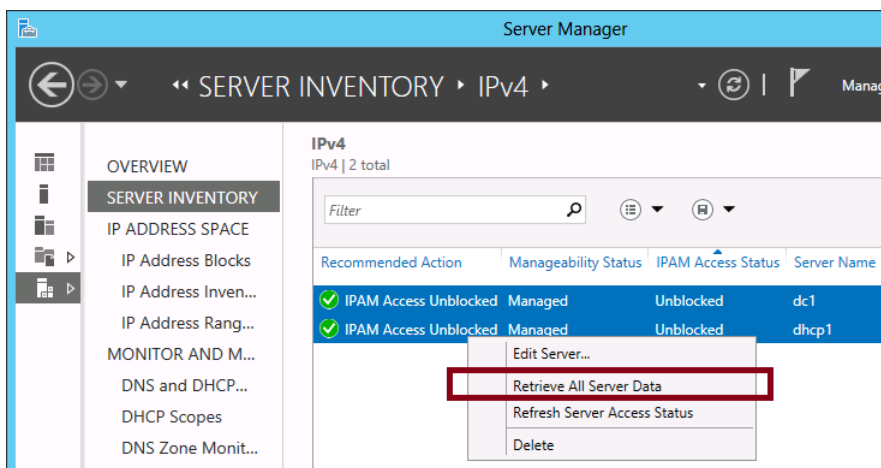 Server Manager
SERVER INVENTORY IPv4
Manag
OVERVIEW
SERVER INVENTORY
IP ADDRESS SPACE
IP Address Blocks
IP Address Inven...
IP Address Rang...
MONITOR AND M...
DNS and DHCP...
DHCP Scopes
DNS Zone Monit...
IPv4
IPv4 | 2 total
Filter
Recommended Action Manageability Status IPAM Access Status Server Name
IPAM Access Unblocked Managed Unblocked dc1
IPAM Access Unblocked Managed Unblocked dhcp1
Edit Server...
Retrieve All Server Data
Refresh Server Access Status
Delete